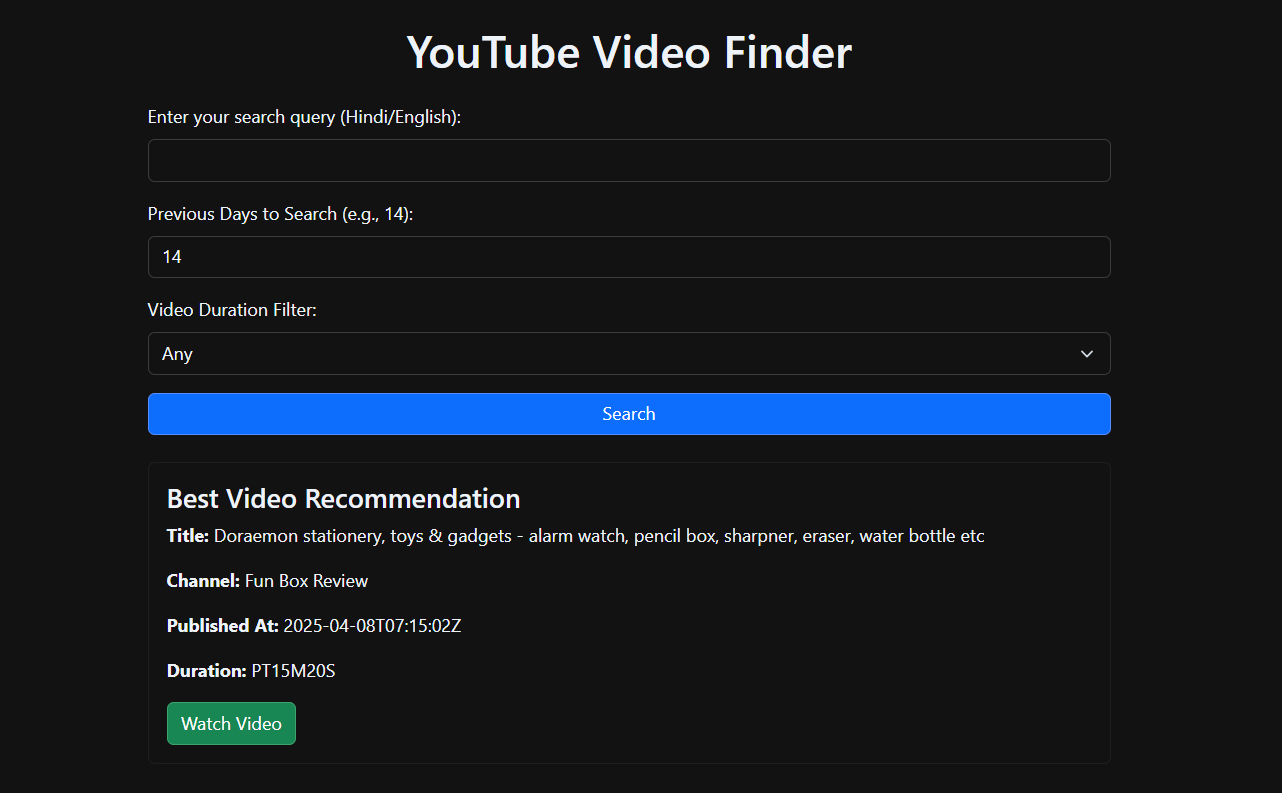 YouTube Video Finder
Enter your search query (Hindi/English):
Previous Days to Search (e.g., 14):
14
Video Duration Filter:
Any
Search
Best Video Recommendation
Title: Doraemon stationery, toys & gadgets - alarm watch, pencil box, sharpner, eraser, water bottle etc
Channel: Fun Box Review
Published At: 2025-04-08T07:15:02Z
Duration: PT15M20S
Watch Video